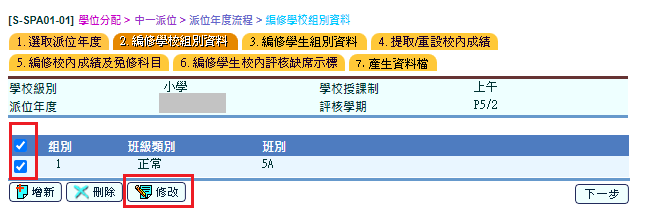 [S-SPA01-01] 學位分配 > 中一派位 > 派位年度流程 > 編修學校組別資料
1. 選取派位年度 2. 編修學校組別資料 3. 編修學生組別資料 4. 提取/重設校內成績
5. 編修校內成績及免修科目 6. 編修學生校內評核缺席示標 7. 產生資料檔
學校級別 小學 學校授課制 上午
派位年度 評核學期 P5/2
組別 班級類別 班別
1 正常 5A
增新 刪除 修改 下一步